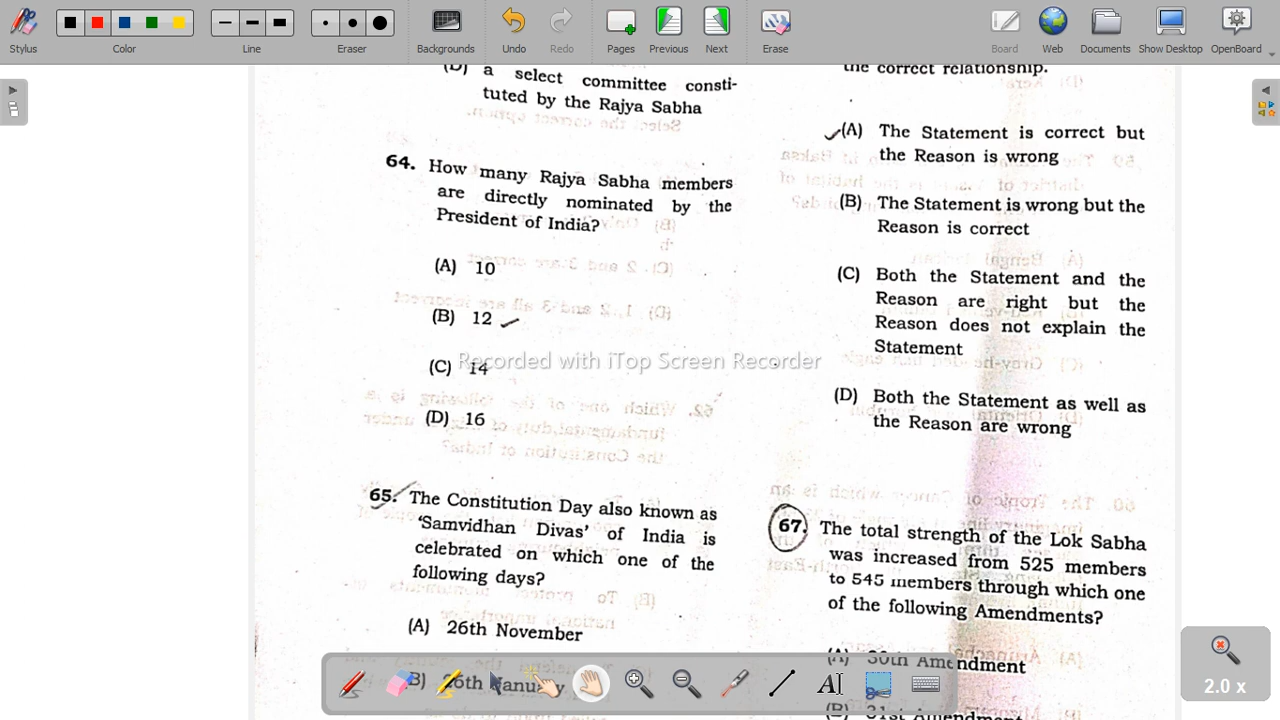 Stylus
Color
Line
Eraser
Backgrounds
Undo
Redo
Pages
Previous
Next
Erase
Board
Web
Documents
Show Desktop
OpenBoard
(D) a select committee consti-
tuted by the Rajya Sabha
64. How many Rajya Sabha members
are directly nominated by the
President of India?
(A) 10
(B) 12
(C) 14
(D) 16
65. The Constitution Day also known as
'Samvidhan Divas' of India is
celebrated on which one of the
following days?
(A) 26th November
(B) 26th January
the correct relationship.
(A) The Statement is correct but
the Reason is wrong
(B) The Statement is wrong but the
Reason is correct
(C) Both the Statement and the
Reason are right but the
Reason does not explain the
Statement
(D) Both the Statement as well as
the Reason are wrong
67. The total strength of the Lok Sabha
was increased from 525 members
to 545 members through which one
of the following Amendments?
(A) 30th Amendment
(B) 31st Amendment
Recorded with iTop Screen Recorder
2.0 x